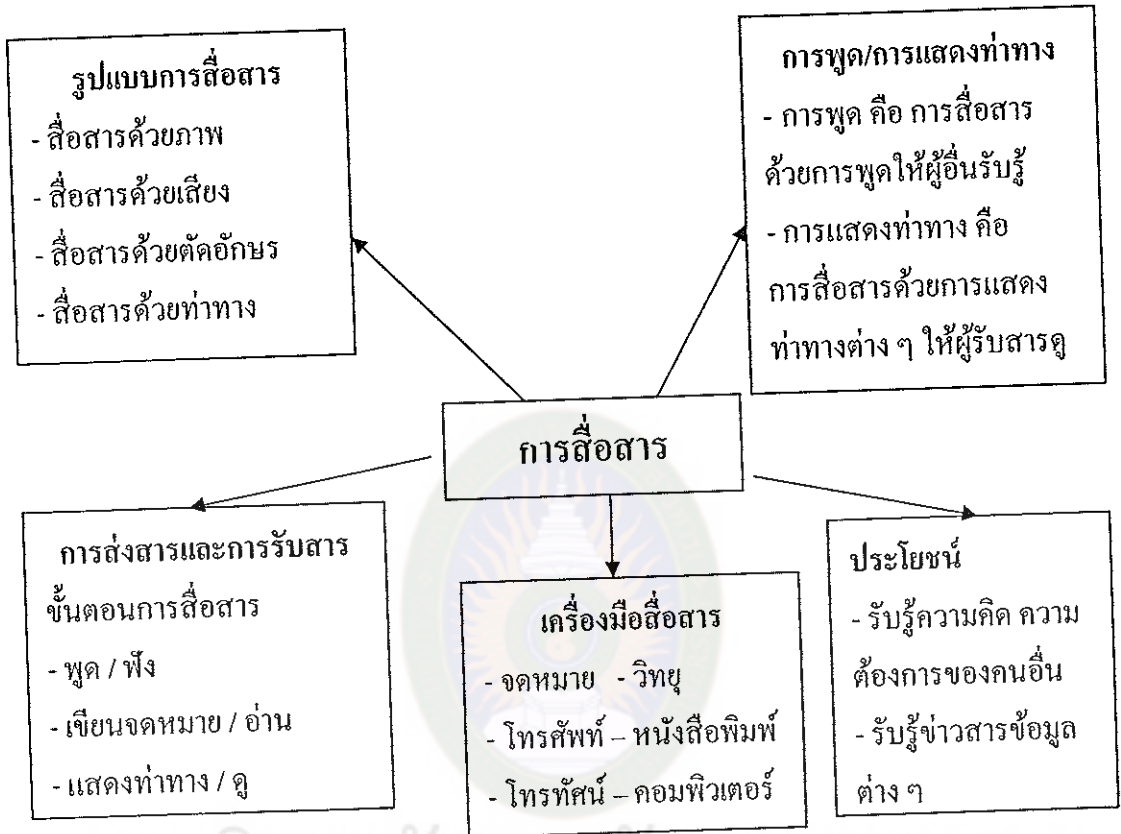 รูปแบบการสื่อสาร
- สื่อสารด้วยภาพ
- สื่อสารด้วยเสียง
- สื่อสารด้วยตัดอักษร
- สื่อสารด้วยท่าทาง
การพูด/การแสดงท่าทาง
- การพูด คือ การสื่อสาร
ด้วยการพูดให้ผู้อื่นรับรู้
- การแสดงท่าทาง คือ
การสื่อสารด้วยการแสดง
ท่าทางต่าง ๆ ให้ผู้รับสารดู
การสื่อสาร
การส่งสารและการรับสาร
ขั้นตอนการสื่อสาร
- พูด / ฟัง
- เขียนจดหมาย / อ่าน
- แสดงท่าทาง / ดู
เครื่องมือสื่อสาร
- จดหมาย - วิทยุ
- โทรศัพท์ – หนังสือพิมพ์
- โทรทัศน์ – คอมพิวเตอร์
ประโยชน์
- รับรู้ความคิด ความ
ต้องการของคนอื่น
- รับรู้ข่าวสารข้อมูล
ต่าง ๆ